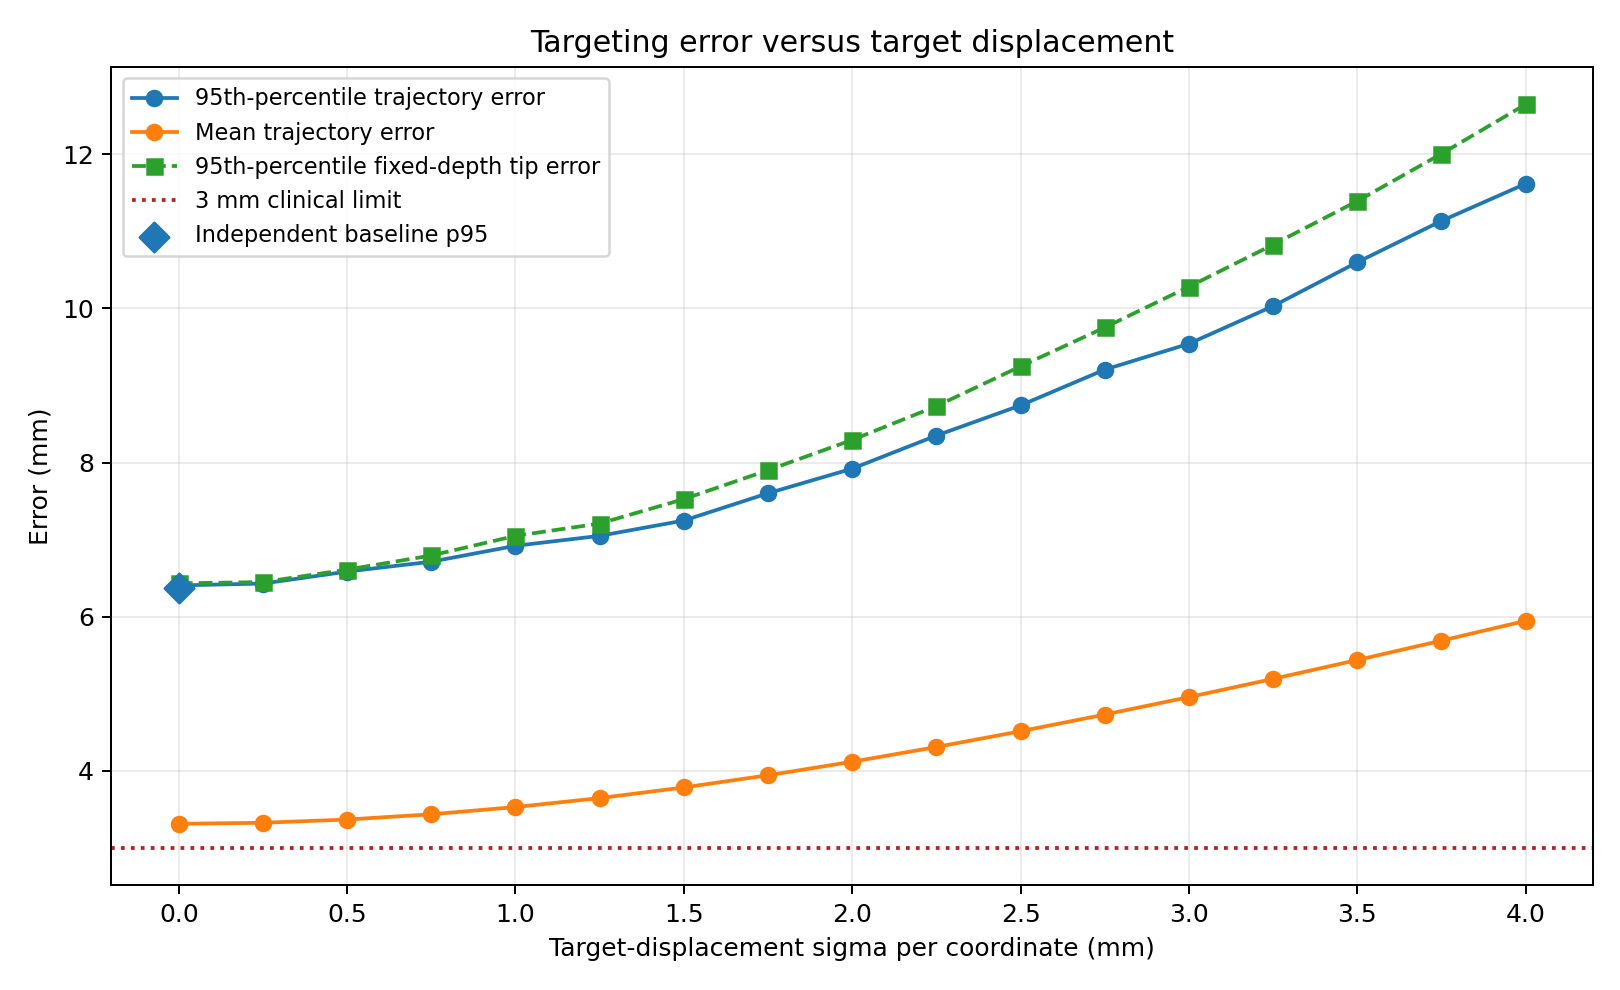 Targeting error versus target displacement
95th-percentile trajectory error
Mean trajectory error
95th-percentile fixed-depth tip error
3 mm clinical limit
Independent baseline p95
12
10
8
6
4
Error (mm)
0.0 0.5 1.0 1.5 2.0 2.5 3.0 3.5 4.0
Target-displacement sigma per coordinate (mm)